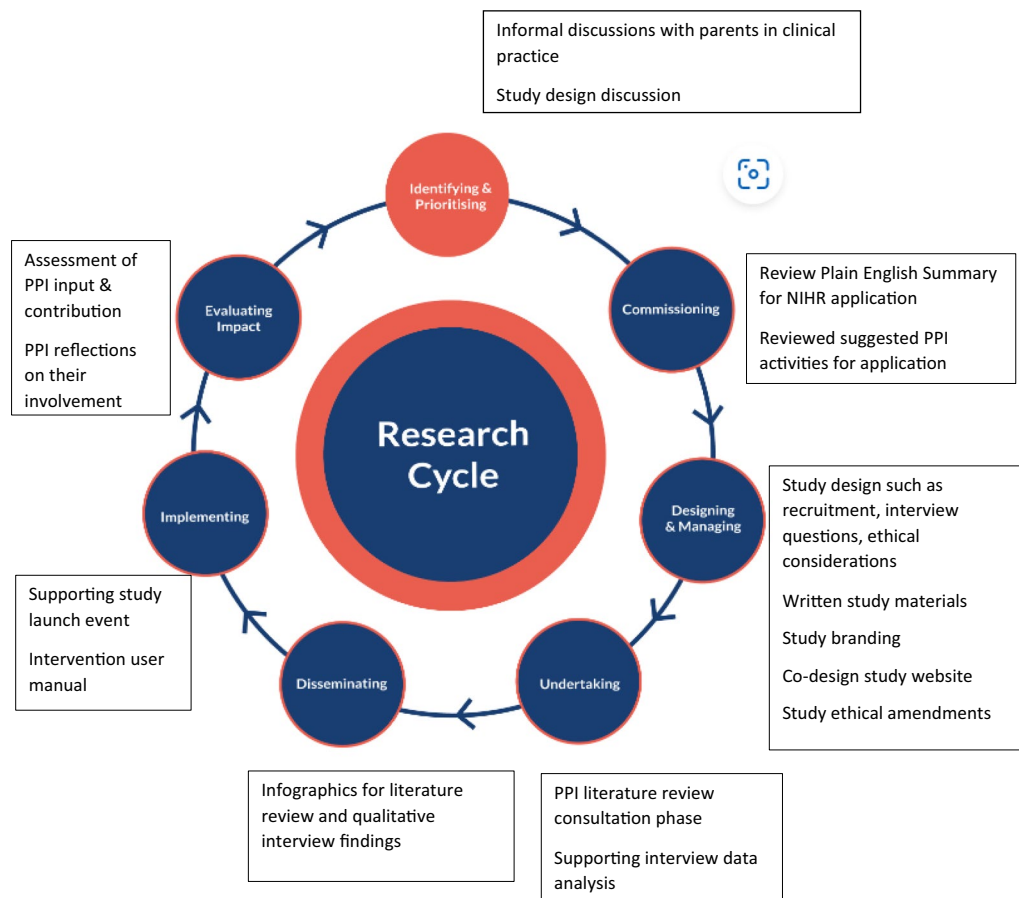 Informal discussions with parents in clinical
practice
Study design discussion
Identifying &
Prioritising
Commissioning
Review Plain English Summary
for NIHR application
Reviewed suggested PPI
activities for application
Designing
& Managing
Study design such as
recruitment, interview
questions, ethical
considerations
Written study materials
Study branding
Co-design study website
Study ethical amendments
Undertaking
PPI literature review
consultation phase
Supporting interview data
analysis
Disseminating
Infographics for literature
review and qualitative
interview findings
Implementing
Supporting study
launch event
Intervention user
manual
Evaluating
Impact
Assessment of
PPI input &
contribution
PPI reflections
on their
involvement
Research
Cycle